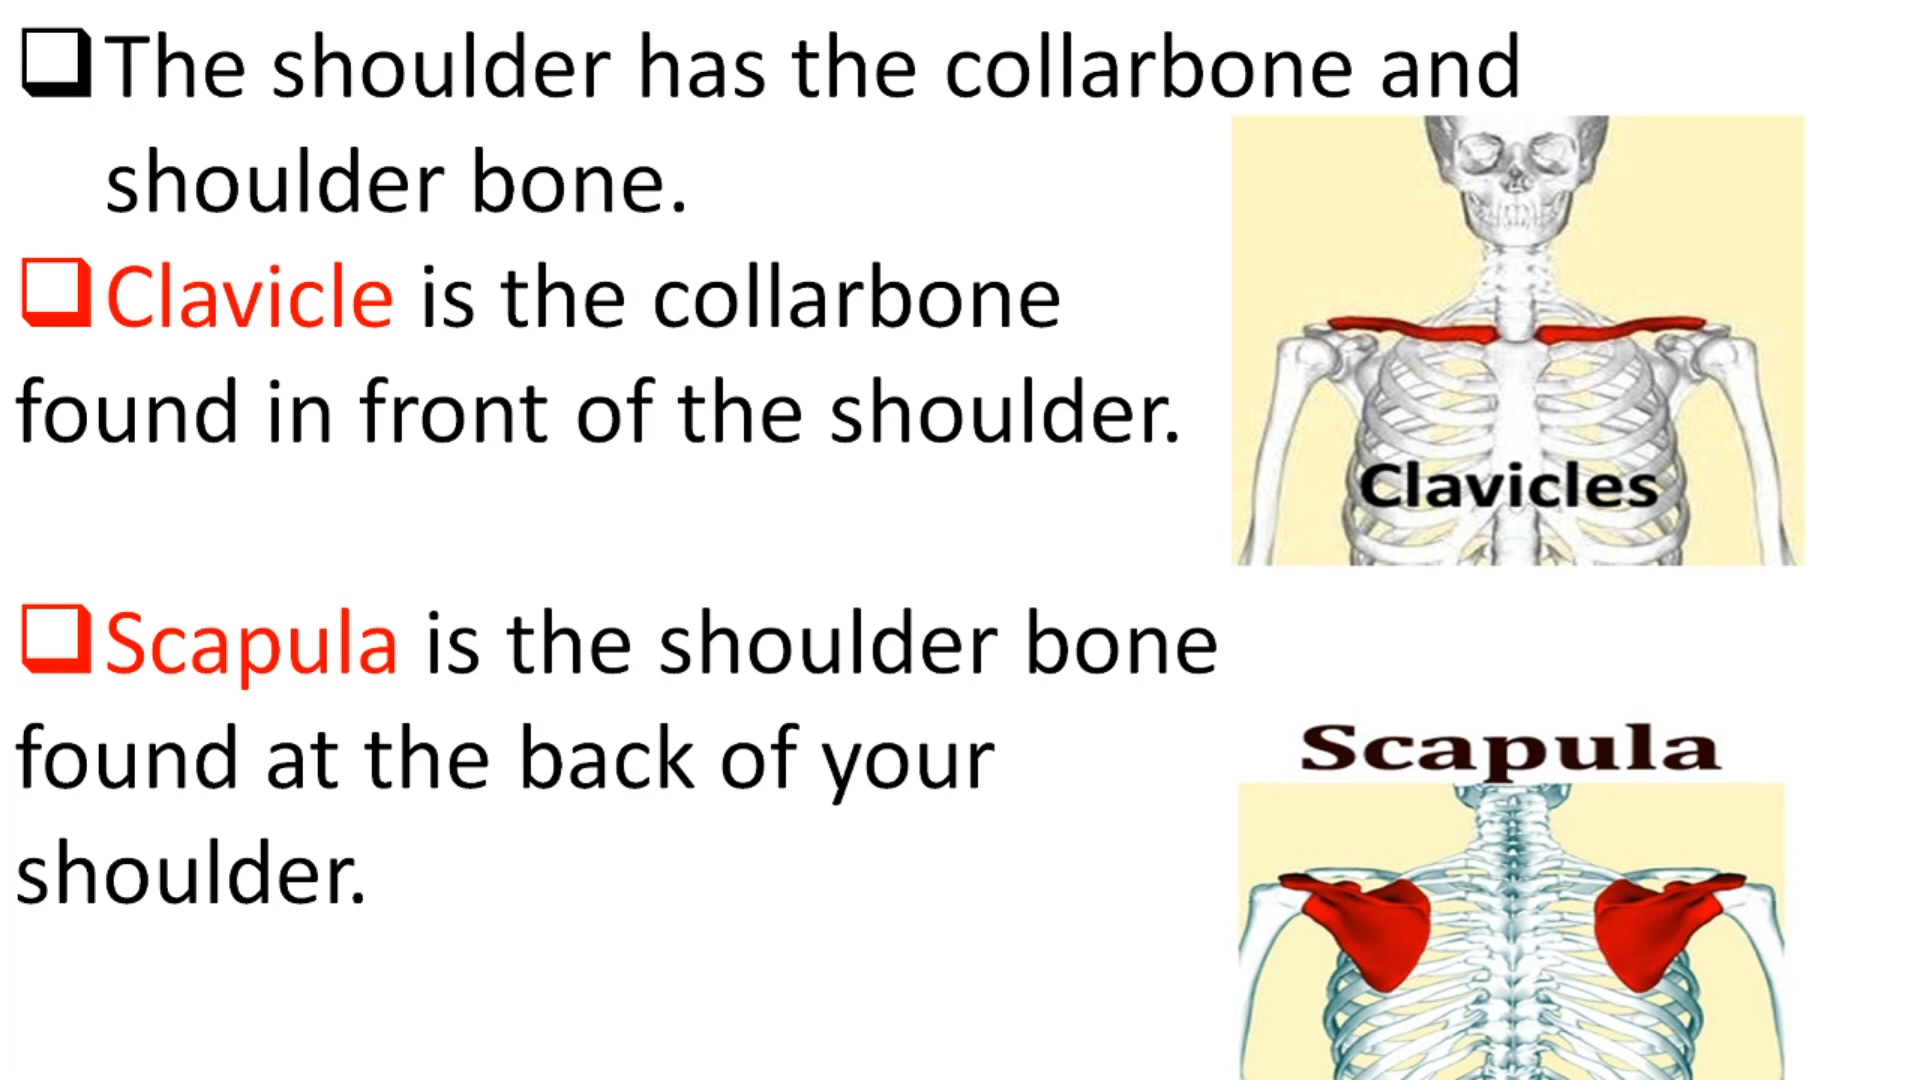 The shoulder has the collarbone and
shoulder bone.
Clavicle is the collarbone
found in front of the shoulder.
Clavicles
Scapula is the shoulder bone
found at the back of your
shoulder.
Scapula